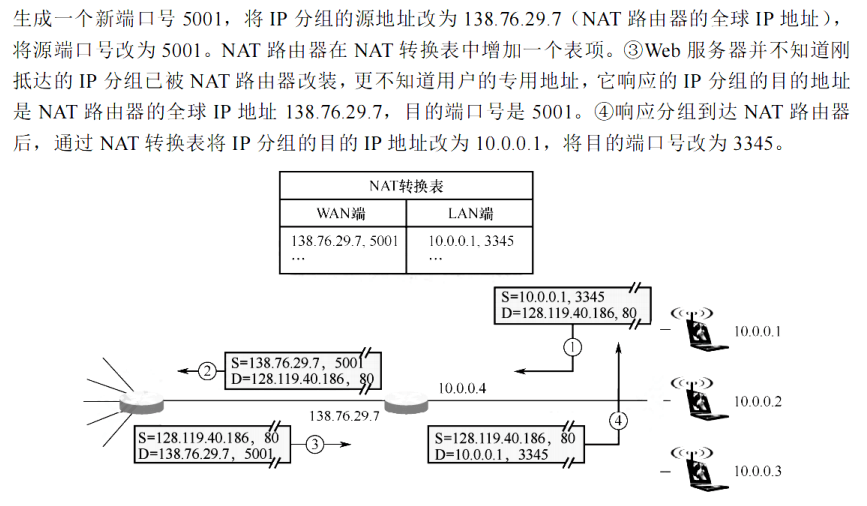 生成一个新端口号 5001，将 IP 分组的源地址改为 138.76.29.7（NAT 路由器的全球 IP 地址），
将源端口号改为 5001。NAT 路由器在 NAT 转换表中增加一个表项。③Web 服务器并不知道刚
抵达的 IP 分组已被 NAT 路由器改装，更不知道用户的专用地址，它响应的 IP 分组的目的地址
是 NAT 路由器的全球 IP 地址 138.76.29.7，目的端口号是 5001。④响应分组到达 NAT 路由器
后，通过 NAT 转换表将 IP 分组的目的 IP 地址改为 10.0.0.1，将目的端口号改为 3345。
NAT转换表
WAN端 LAN端
138.76.29.7, 5001 10.0.0.1, 3345
… …
S=10.0.0.1, 3345
D=128.119.40.186, 80
10.0.0.1
①
S=138.76.29.7，5001
D=128.119.40.186，80
②
10.0.0.4
10.0.0.2
138.76.29.7
④
S=128.119.40.186，80
D=138.76.29.7，5001
③
S=128.119.40.186，80
D=10.0.0.1，3345
10.0.0.3